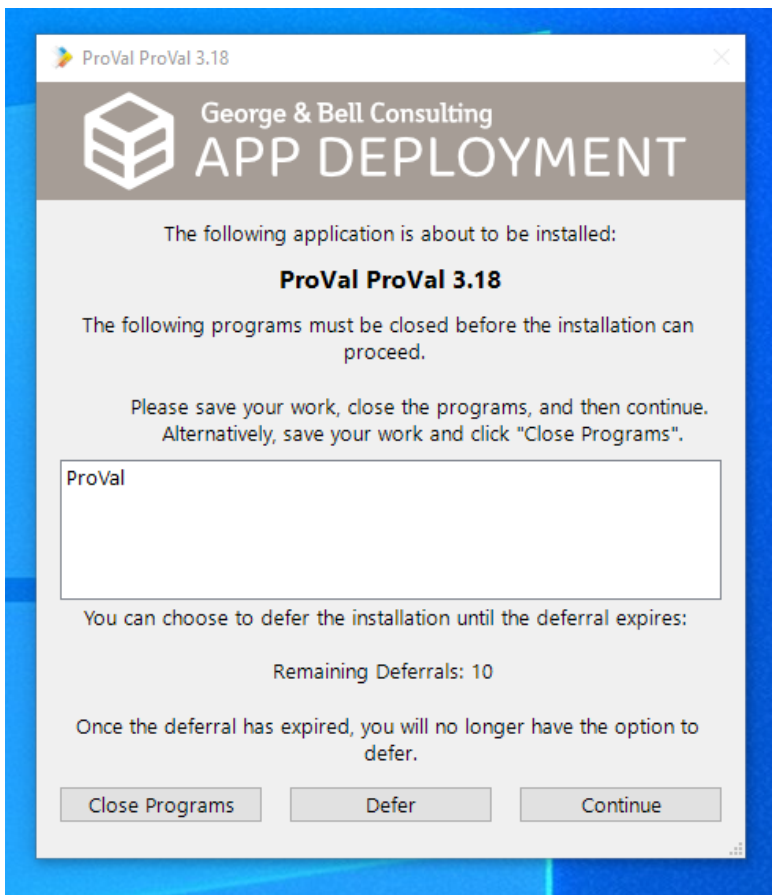 ProVal ProVal 3.18
George & Bell Consulting
APP DEPLOYMENT
The following application is about to be installed:
ProVal ProVal 3.18
The following programs must be closed before the installation can
proceed.
Please save your work, close the programs, and then continue.
Alternatively, save your work and click "Close Programs".
ProVal
You can choose to defer the installation until the deferral expires:
Remaining Deferrals: 10
Once the deferral has expired, you will no longer have the option to
defer.
Close Programs
Defer
Continue